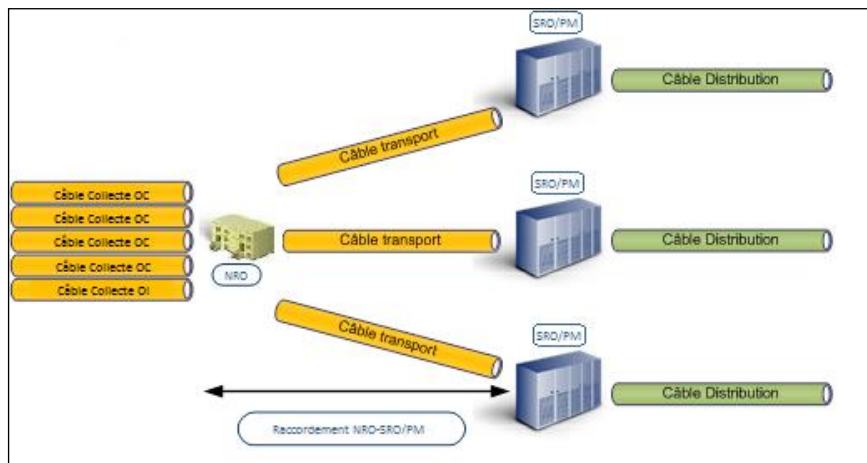 SRO/PM
Câble Distribution
Câble transport
Câble Collecte OC
Câble Collecte OC
Câble Collecte OC
Câble Collecte OC
Câble Collecte OI
NRO
Câble transport
SRO/PM
Câble Distribution
Câble transport
SRO/PM
Câble Distribution
Raccordement NRO-SRO/PM